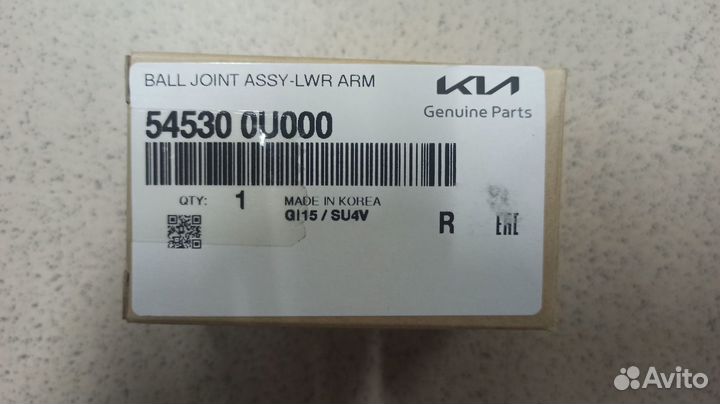 BALL JOINT ASSY-LWR ARM
KIA
Genuine Parts
54530 0U000
QTY: 1
MADE IN KOREA
GI15 / SU4V
R
EAC
Avito